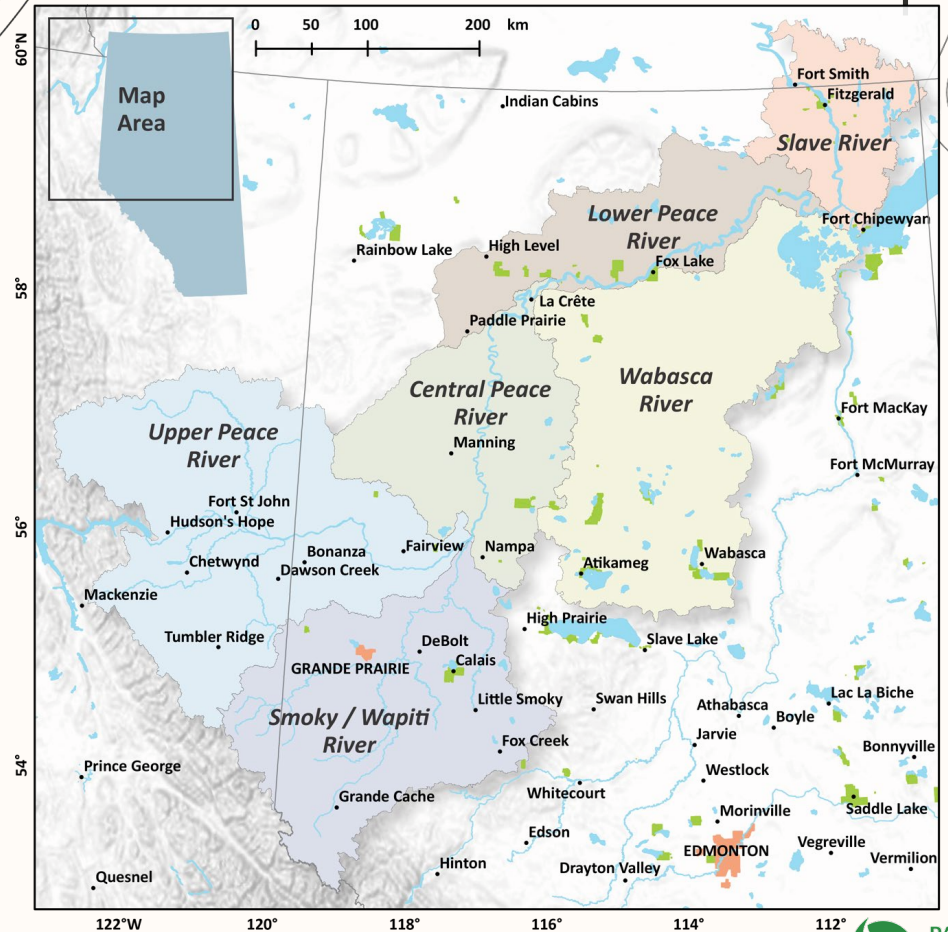 0 50 100 200 km
60°N
Map
Area
Indian Cabins
Fort Smith
Fitzgerald
Slave River
Lower Peace
River
Fort Chipewyan
Rainbow Lake
High Level
Fox Lake
58°
La Crête
Paddle Prairie
Central Peace
River
Wabasca
River
Upper Peace
River
Manning
Fort MacKay
Fort McMurray
Fort St John
56°
Hudson's Hope
Bonanza
Fairview
Nampa
Chetwynd
Dawson Creek
Atikameg
Wabasca
Mackenzie
High Prairie
Tumbler Ridge
DeBolt
Slave Lake
GRANDE PRAIRIE
Calais
Little Smoky
Swan Hills
Athabasca
Lac La Biche
Smoky / Wapiti
River
Boyle
Jarvie
Fox Creek
Bonnyville
54°
Prince George
Westlock
Grande Cache
Whitecourt
Saddle Lake
Morinville
Edson
EDMONTON
Vegreville
Hinton
Drayton Valley
Vermilion
Quesnel
122°W 120° 118° 116° 114° 112°